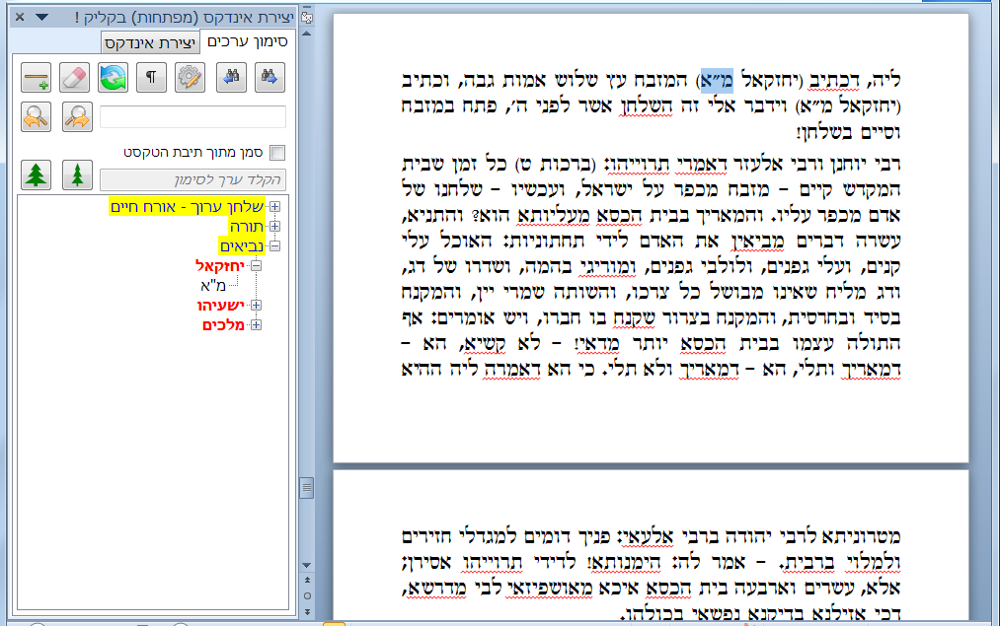 יצירת אינדקס (מפתחות) בקליק !
סימון ערכים
יצירת אינדקס
¶
סמן מתוך תיבת הטקסט
הקלד ערך לסימון
שלחן ערוך - אורח חיים
תורה
נביאים
יחזקאל
מ"א
ישעיהו
מלכים
ליה, דכתיב (יחזקאל מ״א) המזבח עץ שלוש אמות גבה, וכתיב
(יחזקאל מ״א) וידבר אלי זה השלחן אשר לפני ה׳, פתח במזבח
וסיים בשלחן!
רבי יוחנן ורבי אלעזר דאמרי תרוייהו: (ברכות ט) כל זמן שבית
המקדש קיים – מזבח מכפר על ישראל, ועכשיו – שלחנו של
אדם מכפר עליו. והמאריך בבית הכסא מעליותא הוא? והתניא,
עשרה דברים מביאין את האדם לידי תחתוניות: האוכל עלי
קנים, ועלי גפנים, ולולבי גפנים, ומוריגי בהמה, ושדרו של דג,
ודג מליח שאינו מבושל כל צרכו, והשותה שמרי יין, והמקנח
בסיד ובחרסית, והמקנח בצרור שקנח בו חברו, ויש אומרים: אף
התולה עצמו בבית הכסא יותר מדאי! – לא קשיא, הא –
דמאריך ותלי, הא – דמאריך ולא תלי. כי הא דאמרה ליה ההיא
מטרוניתא לרבי יהודה ברבי אלעאי: פניך דומים למגדלי חזירים
ולמלוי ברבית. – אמר לה: הימנותא! לדידי תרוייהו אסירן;
אלא, עשרים וארבעה בית הכסא איכא מאושפיזאי לבי מדרשא,
דכי אזילנא בדיקנא נפשאי בכולהו.